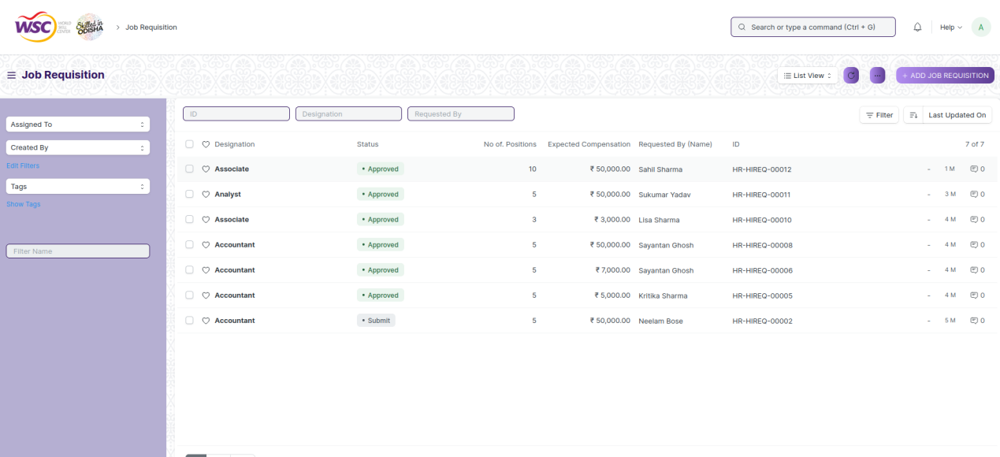 WSC WORLD SKILL CENTER Skilled in ODISHA > Job Requisition Search or type a command (Ctrl + G) Help A
Job Requisition List View ... + ADD JOB REQUISITION
Assigned To
Created By
Edit Filters
Tags
Show Tags
Filter Name
ID Designation Requested By Filter Last Updated On
Designation Status No of. Positions Expected Compensation Requested By (Name) ID 7 of 7
Associate • Approved 10 ₹ 50,000.00 Sahil Sharma HR-HIREQ-00012 - 1 M 0
Analyst • Approved 5 ₹ 50,000.00 Sukumar Yadav HR-HIREQ-00011 - 3 M 0
Associate • Approved 3 ₹ 3,000.00 Lisa Sharma HR-HIREQ-00010 - 4 M 0
Accountant • Approved 5 ₹ 50,000.00 Sayantan Ghosh HR-HIREQ-00008 - 4 M 0
Accountant • Approved 5 ₹ 7,000.00 Sayantan Ghosh HR-HIREQ-00006 - 4 M 0
Accountant • Approved 5 ₹ 5,000.00 Kritika Sharma HR-HIREQ-00005 - 4 M 0
Accountant • Submit 5 ₹ 50,000.00 Neelam Bose HR-HIREQ-00002 - 5 M 0